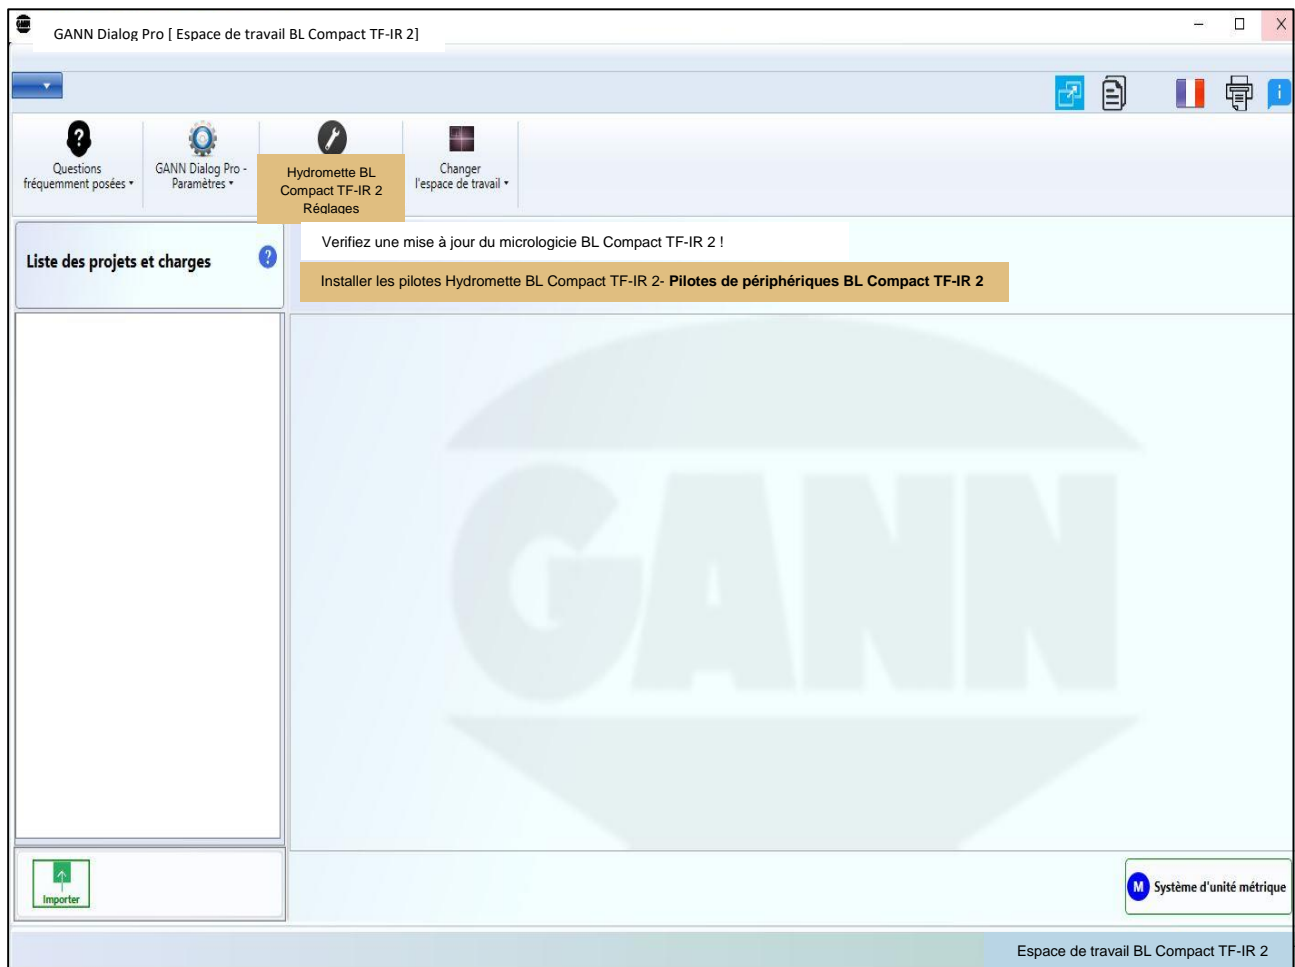 GANN Dialog Pro [ Espace de travail BL Compact TF-IR 2]
Questions
fréquemment posées
GANN Dialog Pro -
Paramètres
Hydromette BL
Compact TF-IR 2
Réglages
Changer
l'espace de travail
Liste des projets et charges
?
Verifiez une mise à jour du micrologicie BL Compact TF-IR 2 !
Installer les pilotes Hydromette BL Compact TF-IR 2- Pilotes de périphériques BL Compact TF-IR 2
GANN
Importer
M Système d'unité métrique
Espace de travail BL Compact TF-IR 2